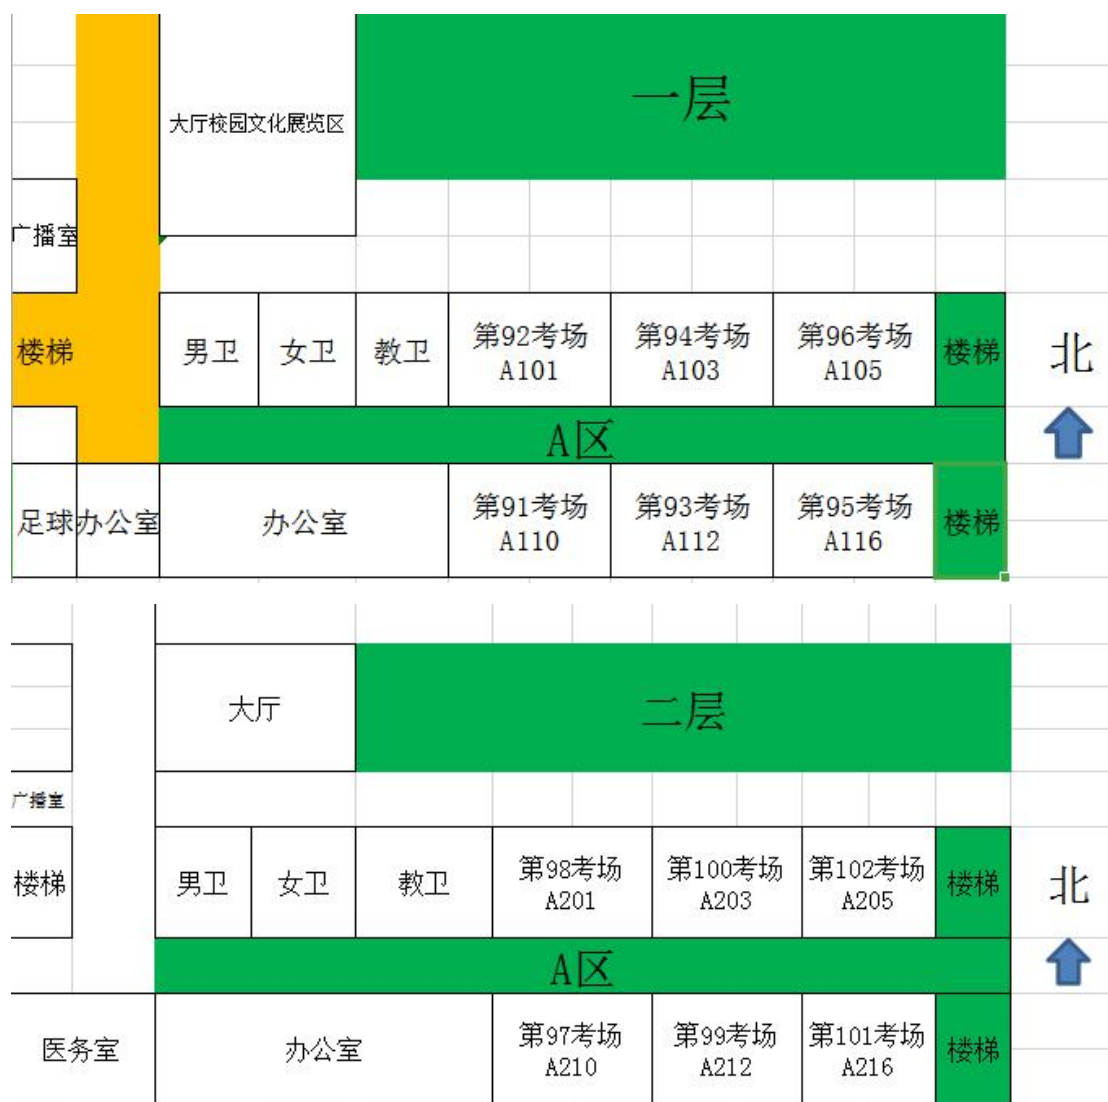 一层
大厅校园文化展览区
广播室
楼梯
男卫
女卫
教卫
第92考场
A101
第94考场
A103
第96考场
A105
楼梯
北
A区
足球
办公室
办公室
第91考场
A110
第93考场
A112
第95考场
A116
楼梯
大厅
二层
广播室
楼梯
男卫
女卫
教卫
第98考场
A201
第100考场
A203
第102考场
A205
楼梯
北
A区
医务室
办公室
第97考场
A210
第99考场
A212
第101考场
A216
楼梯